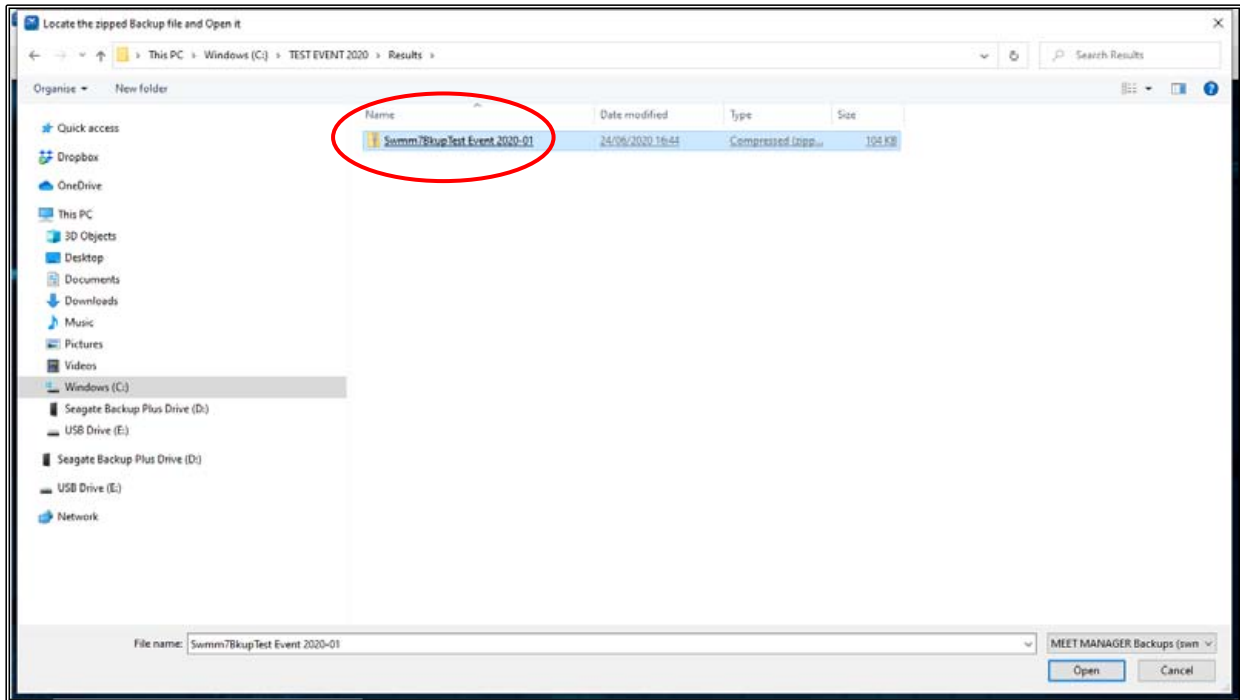 Locate the zipped Backup file and Open it
This PC › Windows (C:) › TEST EVENT 2020 › Results ›
Search Results
Organise New folder
Name Date modified Type Size
Swmm7BkupTest Event 2020-01 24/06/2020 16:44 Compressed (zipp... 104 KB
Quick access
Dropbox
OneDrive
This PC
3D Objects
Desktop
Documents
Downloads
Music
Pictures
Videos
Windows (C:)
Seagate Backup Plus Drive (D:)
USB Drive (E:)
Seagate Backup Plus Drive (D:)
USB Drive (E:)
Network
File name: Swmm7BkupTest Event 2020-01 MEET MANAGER Backups (swn
Open Cancel